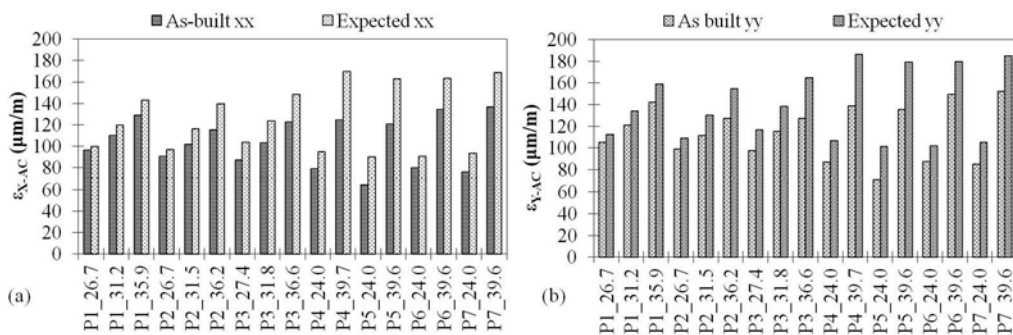 As-built xx Expected xx
εX-AC (µm/m)
200
180
160
140
120
100
80
60
40
20
0
P1_26.7
P1_31.2
P1_35.9
P2_26.7
P2_31.5
P2_36.2
P3_27.4
P3_31.8
P3_36.6
P4_24.0
P4_39.7
P5_24.0
P5_39.6
P6_24.0
P6_39.6
P7_24.0
P7_39.6
(a)
As built yy Expected yy
εY-AC (µm/m)
200
180
160
140
120
100
80
60
40
20
0
P1_26.7
P1_31.2
P1_35.9
P2_26.7
P2_31.5
P2_36.2
P3_27.4
P3_31.8
P3_36.6
P4_24.0
P4_39.7
P5_24.0
P5_39.6
P6_24.0
P6_39.6
P7_24.0
P7_39.6
(b)